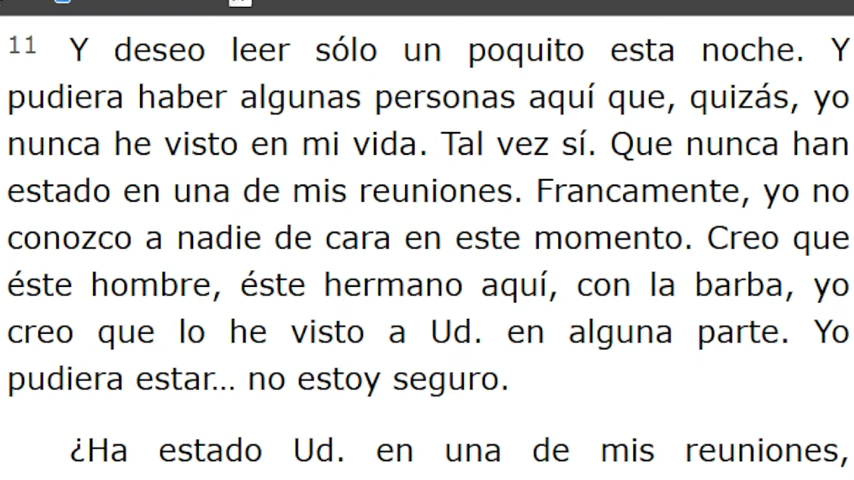 11 Y deseo leer sólo un poquito esta noche. Y
pudiera haber algunas personas aquí que, quizás, yo
nunca he visto en mi vida. Tal vez sí. Que nunca han
estado en una de mis reuniones. Francamente, yo no
conozco a nadie de cara en este momento. Creo que
éste hombre, éste hermano aquí, con la barba, yo
creo que lo he visto a Ud. en alguna parte. Yo
pudiera estar... no estoy seguro.
¿Ha estado Ud. en una de mis reuniones,